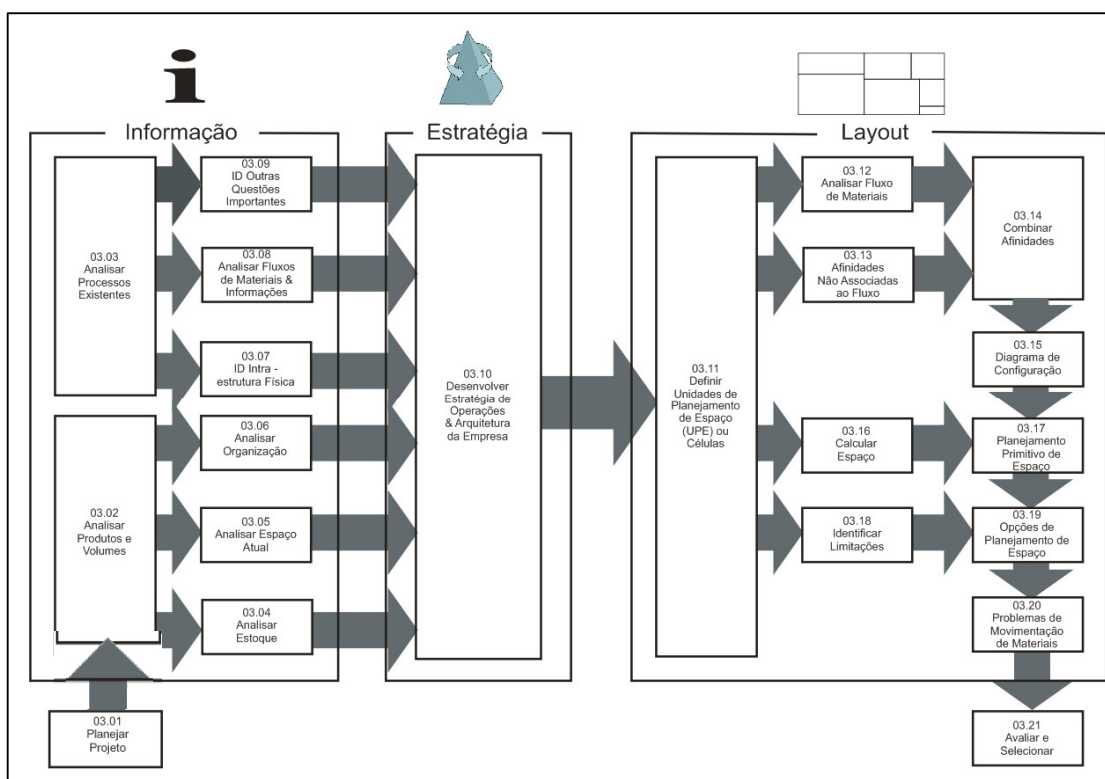 i
Informação
Estratégia
Layout
03.03
Analisar
Processos
Existentes
03.02
Analisar
Produtos e
Volumes
03.01
Planejar
Projeto
03.09
ID Outras
Questões
Importantes
03.08
Analisar Fluxos
de Materiais &
Informações
03.07
ID Intra -
estrutura Física
03.06
Analisar
Organização
03.05
Analisar Espaço
Atual
03.04
Analisar
Estoque
03.10
Desenvolver
Estratégia de
Operações
& Arquitetura
da Empresa
03.11
Definir
Unidades de
Planejamento
de Espaço
(UPE) ou
Células
03.12
Analisar Fluxo
de Materiais
03.13
Afinidades
Não Associadas
ao Fluxo
03.14
Combinar
Afinidades
03.15
Diagrama de
Configuração
03.16
Calcular
Espaço
03.17
Planejamento
Primitivo de
Espaço
03.18
Identificar
Limitações
03.19
Opções de
Planejamento de
Espaço
03.20
Problemas de
Movimentação
de Materiais
03.21
Avaliar e
Selecionar